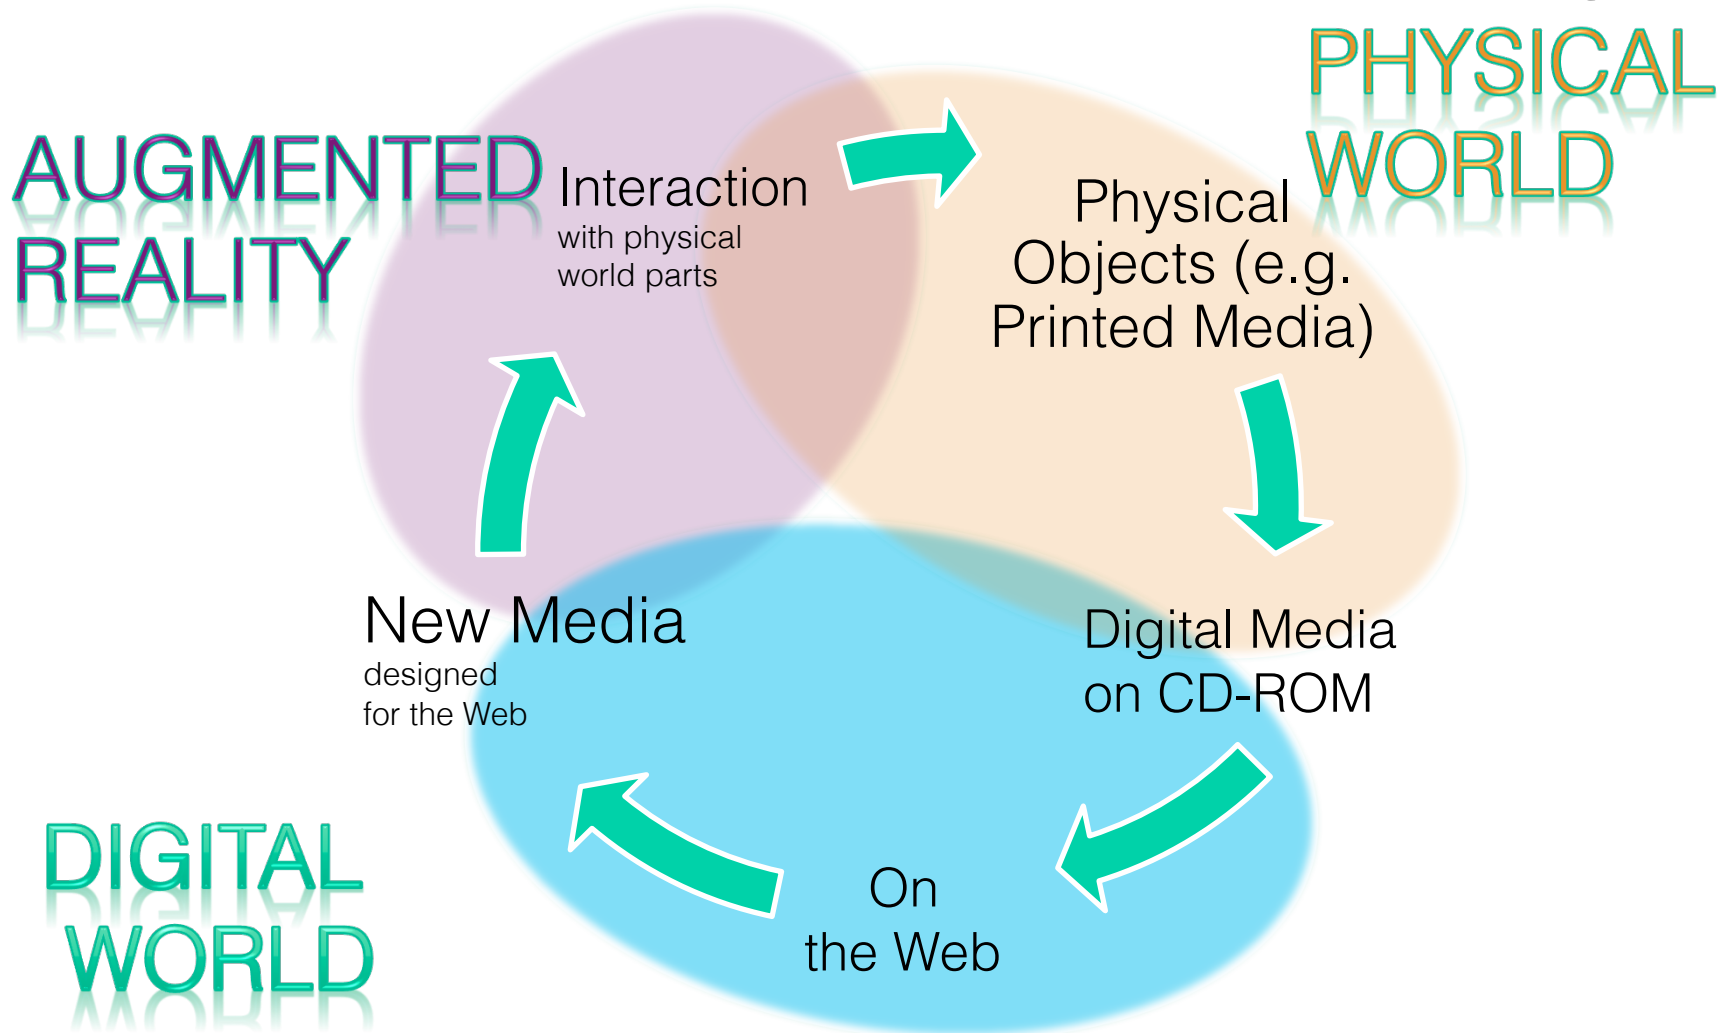 PHYSICAL
WORLD
AUGMENTED
REALITY
Interaction
with physical
world parts
Physical
Objects (e.g.
Printed Media)
New Media
designed
for the Web
Digital Media
on CD-ROM
On
the Web
DIGITAL
WORLD